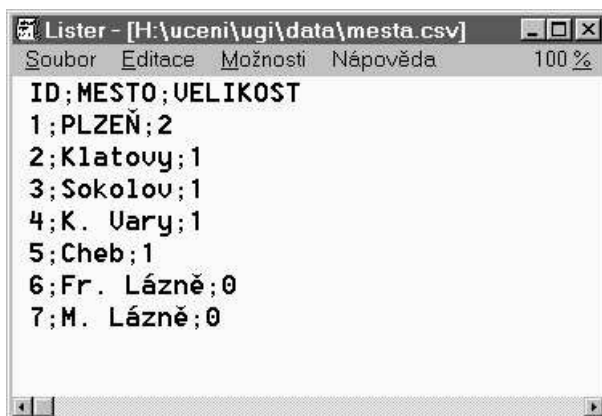 Lister - [H:\uceni\ugi\data\mesta.csv]
Soubor Editace Možnosti Nápověda 100 %
ID;MESTO;VELIKOST
1;PLZEŇ;2
2;Klatovy;1
3;Sokolov;1
4;K. Vary;1
5;Cheb;1
6;Fr. Lázně;0
7;M. Lázně;0